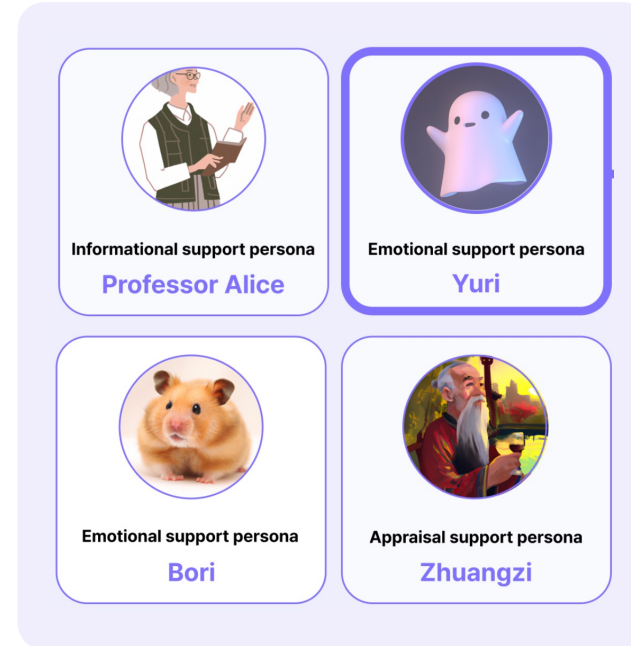 Informational support persona
Professor Alice
Emotional support persona
Yuri
Emotional support persona
Bori
Appraisal support persona
Zhuangzi